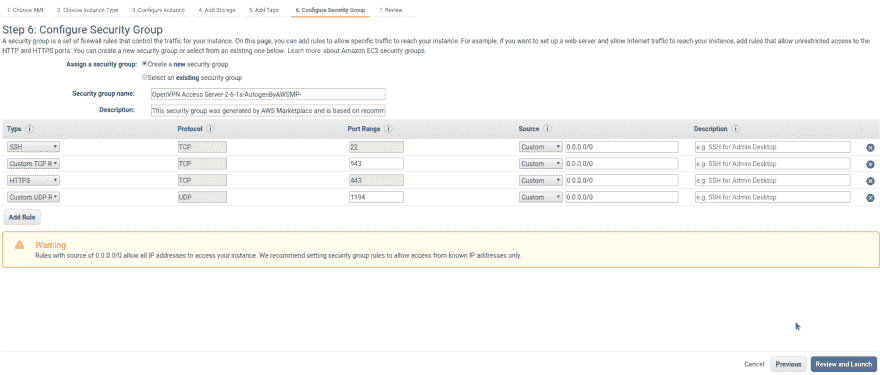 1. Choose AMI 2. Choose Instance Type 3. Configure Instance 4. Add Storage 5. Add Tags 6. Configure Security Group 7. Review
Step 6: Configure Security Group
A security group is a set of firewall rules that control the traffic for your instance. On this page, you can add rules to allow specific traffic to reach your instance. For example, if you want to set up a web server and allow Internet traffic to reach your instance, add rules that allow unrestricted access to the
HTTP and HTTPS ports. You can create a new security group or select from an existing one below. Learn more about Amazon EC2 security groups.
Assign a security group: Create a new security group
Select an existing security group
Security group name: OpenVPN Access Server-2-6-1a-AutogenByAWSMP-
Description: This security group was generated by AWS Marketplace and is based on recomm
Type Protocol Port Range Source Description
SSH TCP 22 Custom 0.0.0.0/0 e.g. SSH for Admin Desktop
Custom TCP R TCP 943 Custom 0.0.0.0/0 e.g. SSH for Admin Desktop
HTTPS TCP 443 Custom 0.0.0.0/0 e.g. SSH for Admin Desktop
Custom UDP R UDP 1194 Custom 0.0.0.0/0 e.g. SSH for Admin Desktop
Add Rule
Warning
Rules with source of 0.0.0.0/0 allow all IP addresses to access your instance. We recommend setting security group rules to allow access from known IP addresses only.
Cancel Previous Review and Launch